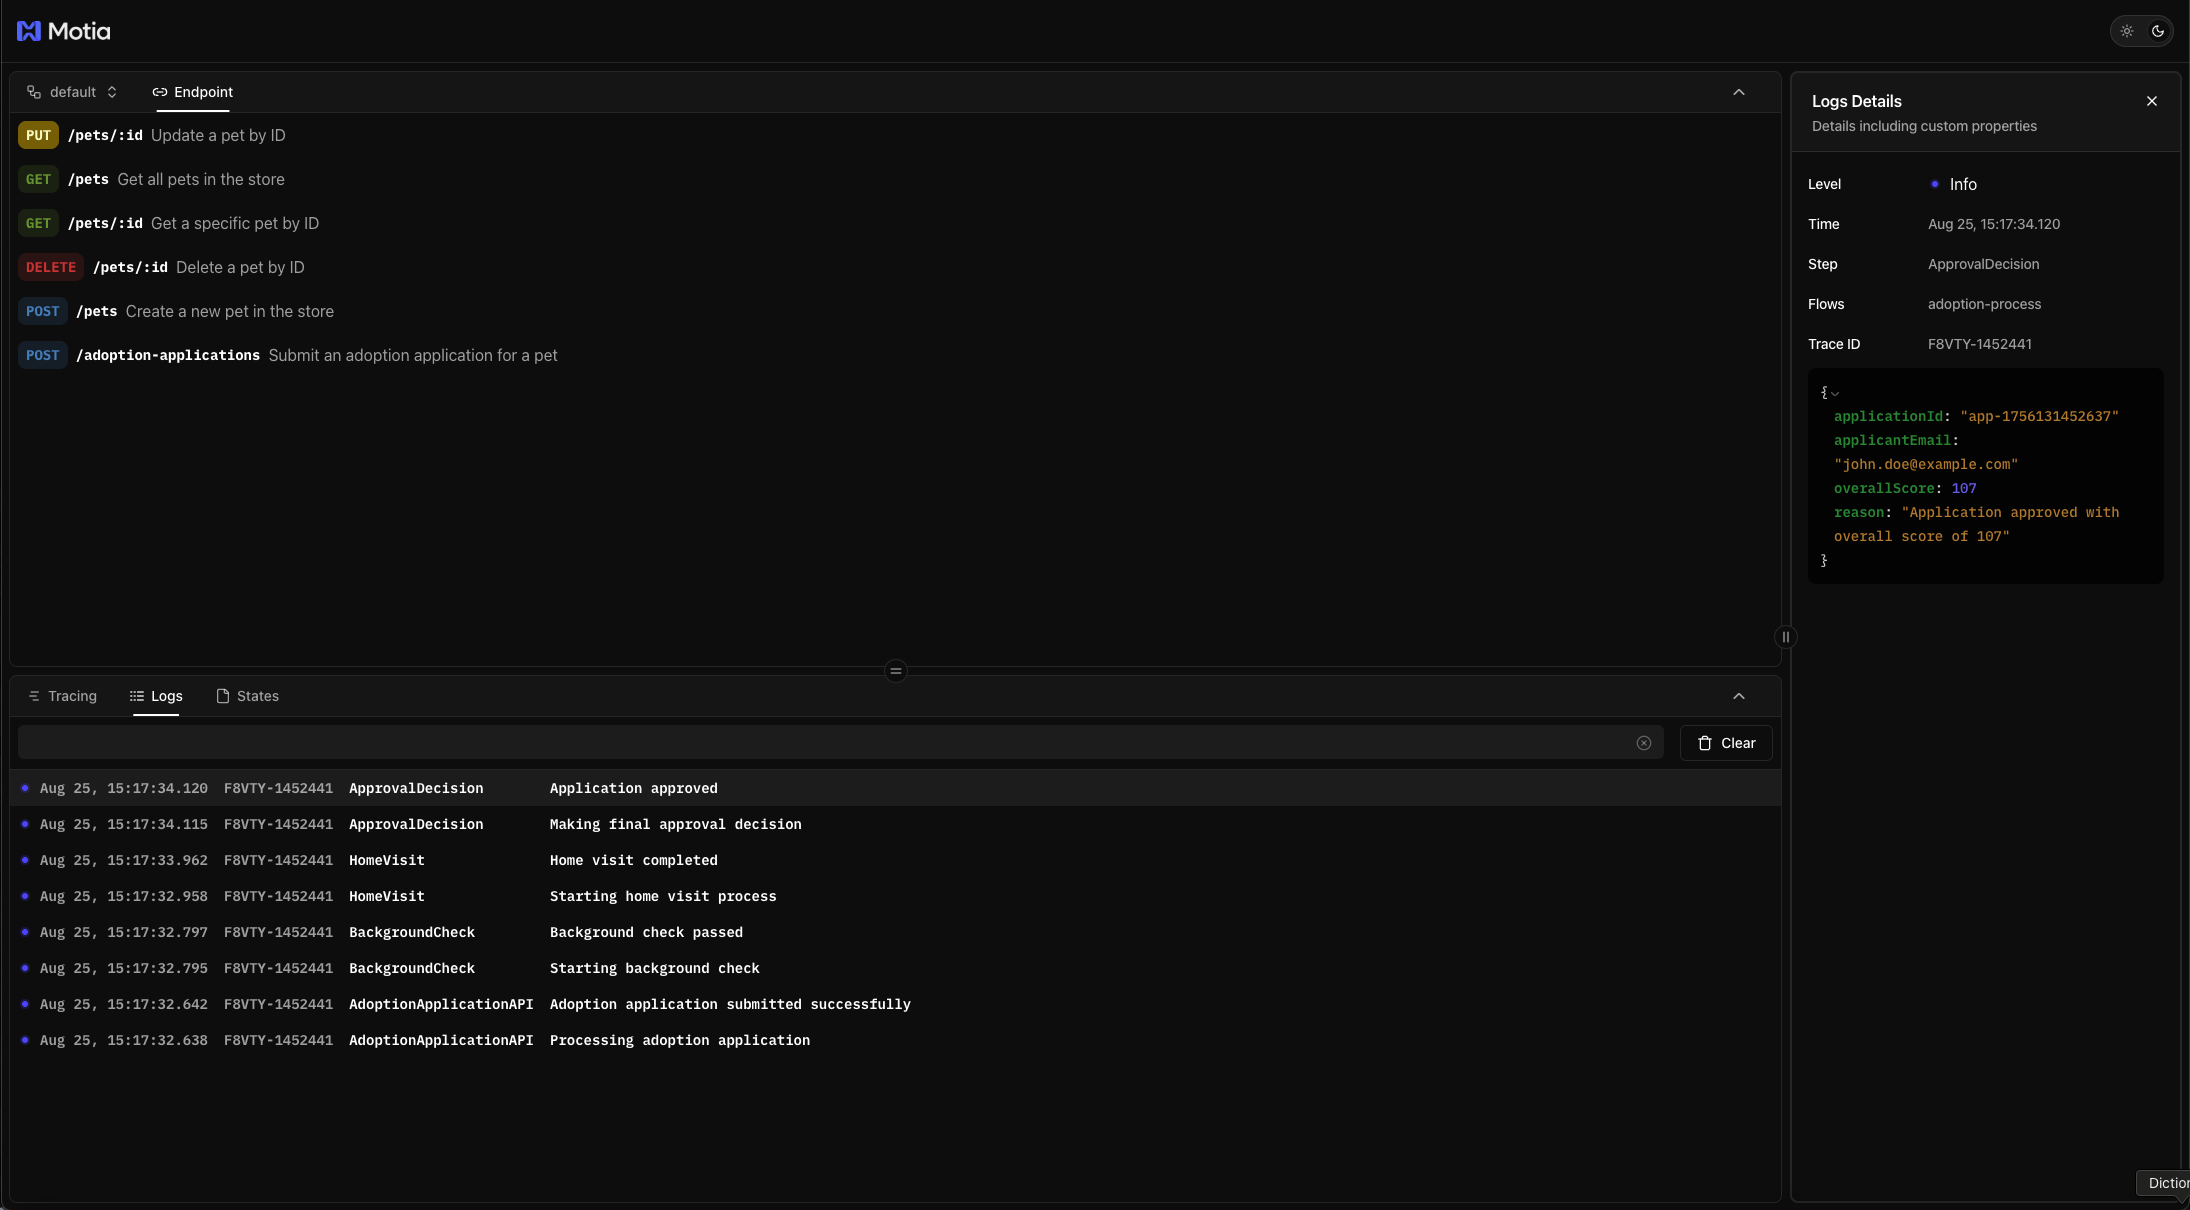 Motia
default Endpoint
PUT /pets/:id Update a pet by ID
GET /pets Get all pets in the store
GET /pets/:id Get a specific pet by ID
DELETE /pets/:id Delete a pet by ID
POST /pets Create a new pet in the store
POST /adoption-applications Submit an adoption application for a pet
Tracing Logs States
Clear
Aug 25, 15:17:34.120 F8VTY-1452441 ApprovalDecision Application approved
Aug 25, 15:17:34.115 F8VTY-1452441 ApprovalDecision Making final approval decision
Aug 25, 15:17:33.962 F8VTY-1452441 HomeVisit Home visit completed
Aug 25, 15:17:32.958 F8VTY-1452441 HomeVisit Starting home visit process
Aug 25, 15:17:32.797 F8VTY-1452441 BackgroundCheck Background check passed
Aug 25, 15:17:32.795 F8VTY-1452441 BackgroundCheck Starting background check
Aug 25, 15:17:32.642 F8VTY-1452441 AdoptionApplicationAPI Adoption application submitted successfully
Aug 25, 15:17:32.638 F8VTY-1452441 AdoptionApplicationAPI Processing adoption application
Logs Details
Details including custom properties
Level Info
Time Aug 25, 15:17:34.120
Step ApprovalDecision
Flows adoption-process
Trace ID F8VTY-1452441
{
applicationId: "app-1756131452637"
applicantEmail:
"john.doe@example.com"
overallScore: 107
reason: "Application approved with
overall score of 107"
}